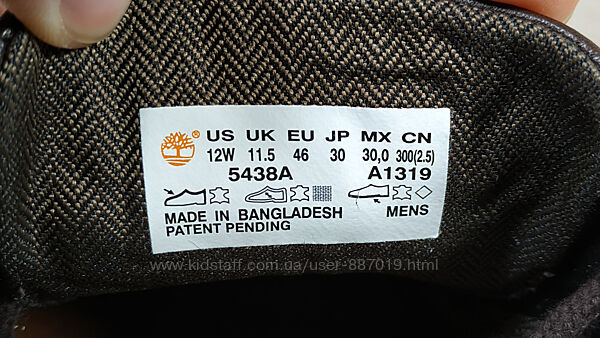 ® US UK EU JP MX CN
12W 11.5 46 30 30,0 300(2.5)
5438A A1319
MADE IN BANGLADESH MENS
PATENT PENDING
www.kidstaff.com.ua/user-887019.html